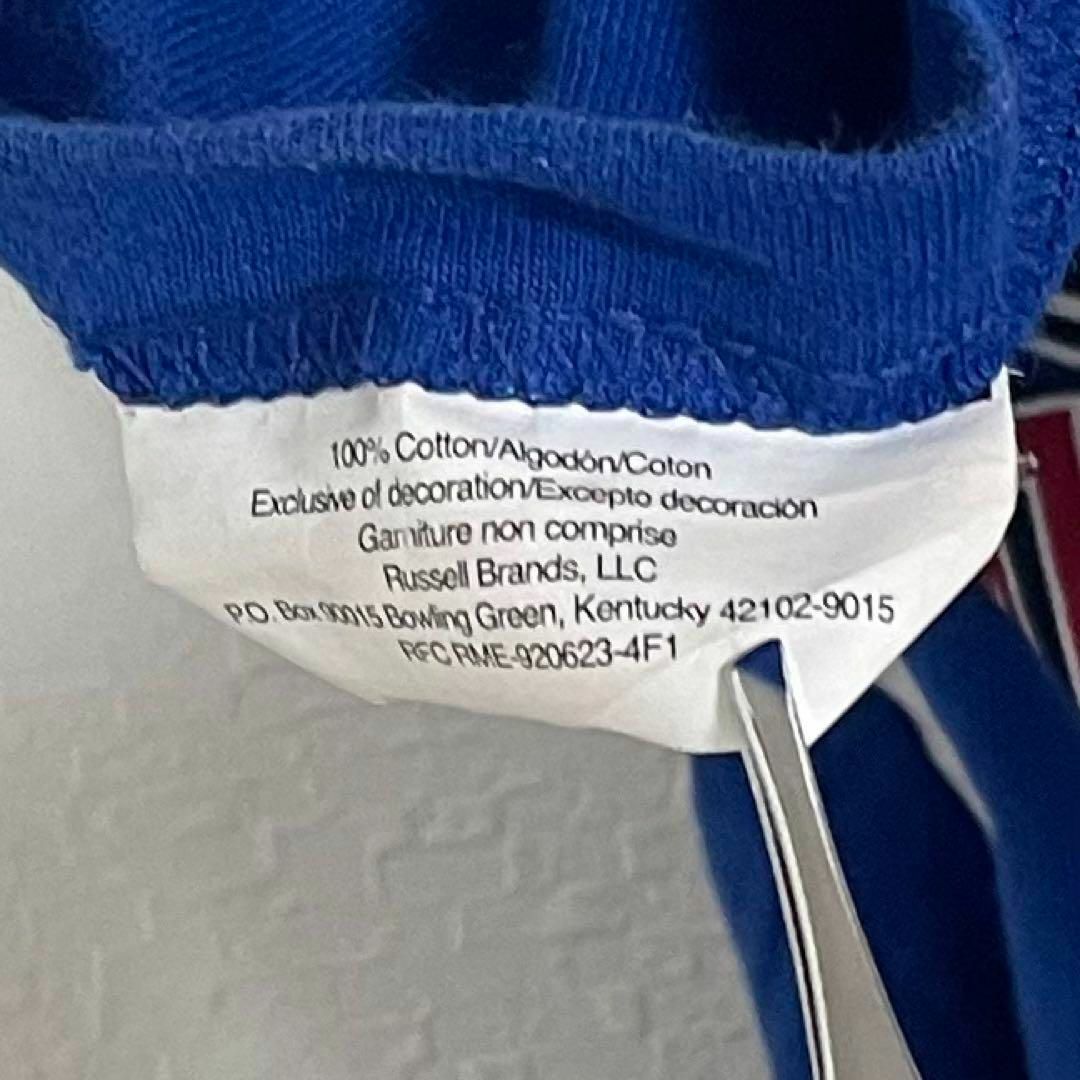 100% Cotton/Algodón/Coton
Exclusive of decoration/Excepto decoración
Garniture non comprise
Russell Brands, LLC
P.O. Box 90015 Bowling Green, Kentucky 42102-9015
RFC RME-920623-4F1